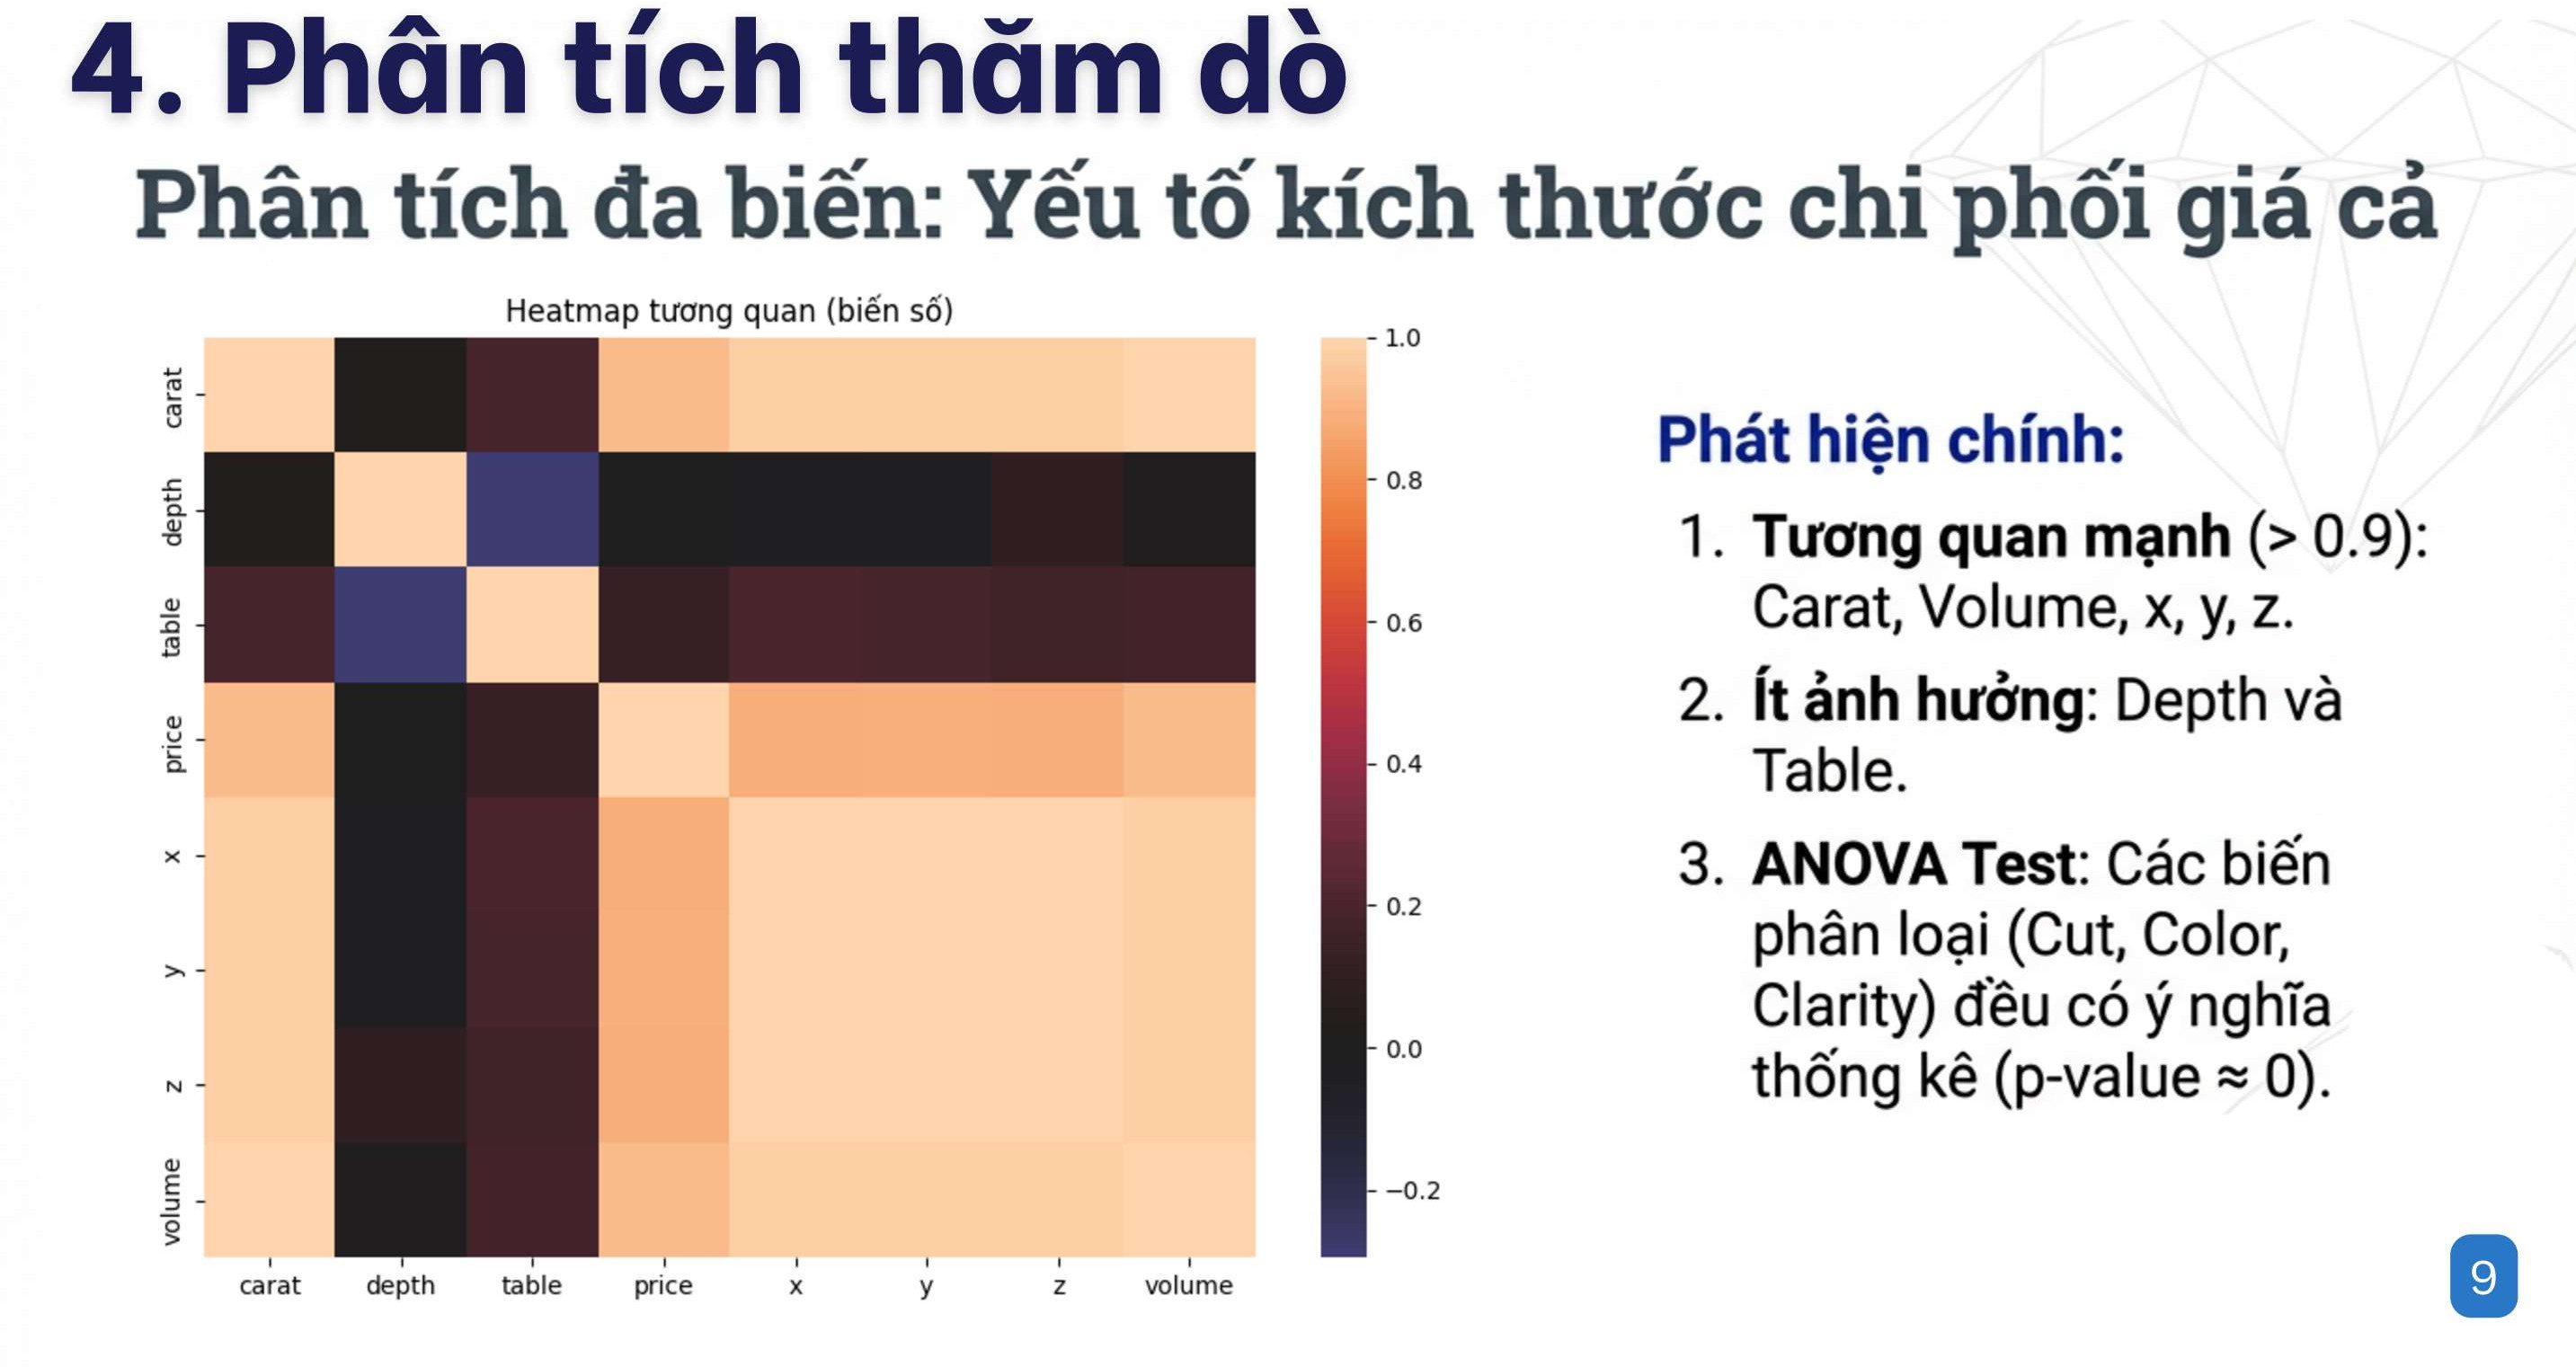 4. Phân tích thăm dò
Phân tích đa biến: Yếu tố kích thước chi phối giá cả
Heatmap tương quan (biến số)
carat
depth
table
price
x
y
z
volume
carat depth table price x y z volume
1.0
0.8
0.6
0.4
0.2
0.0
−0.2
Phát hiện chính:
1. Tương quan mạnh (> 0.9):
Carat, Volume, x, y, z.
2. Ít ảnh hưởng: Depth và
Table.
3. ANOVA Test: Các biến
phân loại (Cut, Color,
Clarity) đều có ý nghĩa
thống kê (p-value ≈ 0).
9